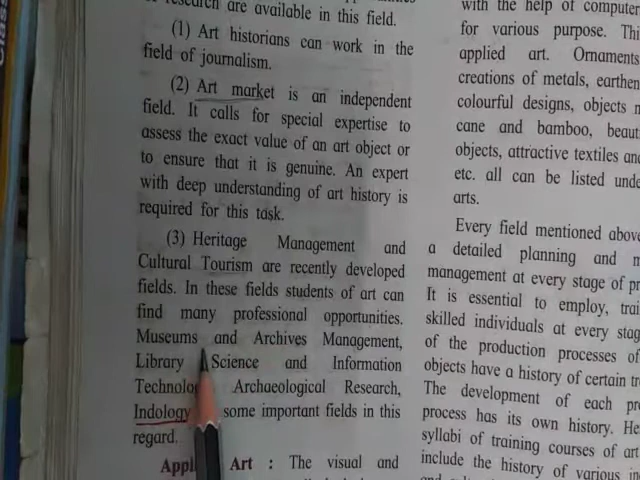 research are available in this field.
(1) Art historians can work in the
field of journalism.
(2) Art market is an independent
field. It calls for special expertise to
assess the exact value of an art object or
to ensure that it is genuine. An expert
with deep understanding of art history is
required for this task.
(3) Heritage Management and
Cultural Tourism are recently developed
fields. In these fields students of art can
find many professional opportunities.
Museums and Archives Management,
Library Science and Information
Archaeological Research,
Indology some important fields in this
regard.
Art : The visual and
with the help of computer
for various purpose.
applied art. Ornaments
creations of metals,
colourful designs, objects
cane and bamboo,
objects, attractive textiles
etc. all can be listed
arts.
Every field mentioned
a detailed planning and
management at every stage of
It is essential to employ,
skilled individuals at every
of the production processes of
objects have a history of certain
The development of each
process has its own history.
syllabi of training courses of art
include the history of various